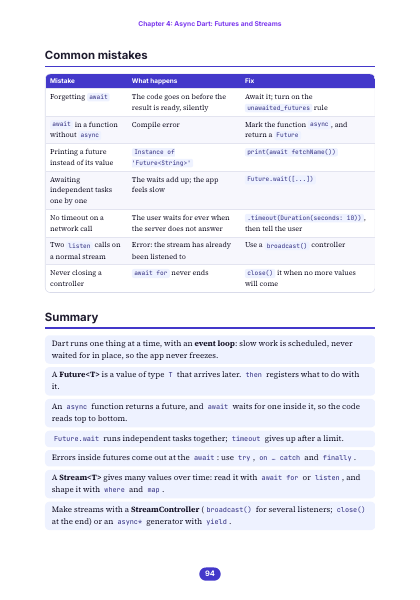 Chapter 4: Async Dart: Futures and Streams
Common mistakes
Mistake What happens Fix
Forgetting await The code goes on before the Await it; turn on the
result is ready, silently unawaited_futures rule
await in a function Compile error Mark the function async, and
without async return a Future
Printing a future Instance of print(await fetchName())
instead of its value 'Future<String>'
Awaiting The waits add up; the app Future.wait([...])
independent tasks feels slow
one by one
No timeout on a The user waits for ever when .timeout(Duration(seconds: 10)),
network call the server does not answer then tell the user
Two listen calls on Error: the stream has already Use a broadcast() controller
a normal stream been listened to
Never closing a await for never ends close() it when no more values
controller will come
Summary
Dart runs one thing at a time, with an event loop: slow work is scheduled, never
waited for in place, so the app never freezes.
A Future<T> is a value of type T that arrives later. then registers what to do with
it.
An async function returns a future, and await waits for one inside it, so the code
reads top to bottom.
Future.wait runs independent tasks together; timeout gives up after a limit.
Errors inside futures come out at the await: use try, on … catch and finally.
A Stream<T> gives many values over time: read it with await for or listen, and
shape it with where and map.
Make streams with a StreamController (broadcast() for several listeners; close()
at the end) or an async* generator with yield.
94